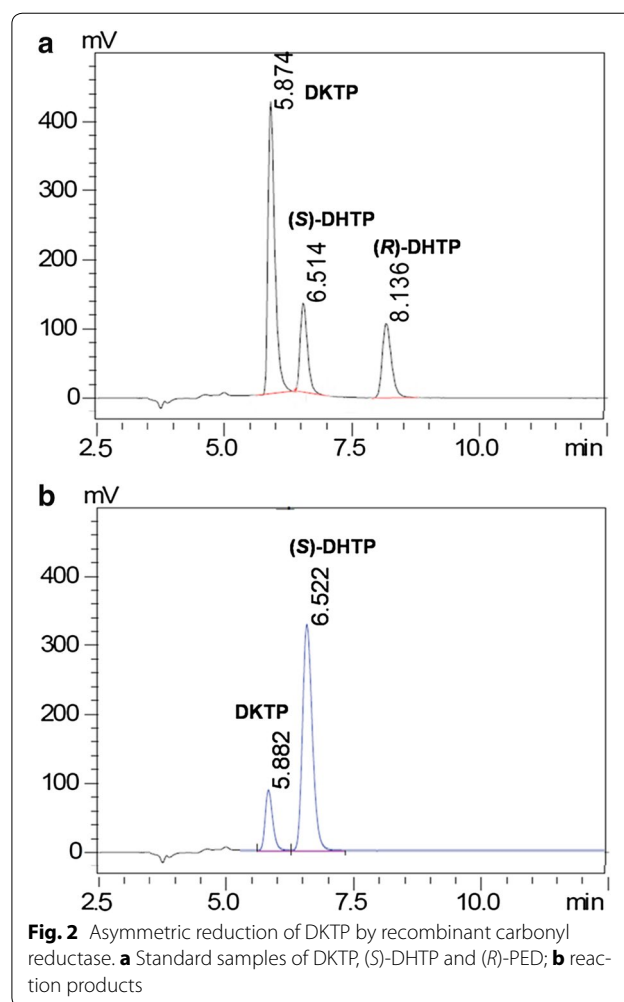 a mV
400
300
200
100
0
5.874
DKTP
(S)-DHTP
6.514
(R)-DHTP
8.136
2.5 5.0 7.5 10.0 min
b mV
400
300
200
100
0
(S)-DHTP
6.522
DKTP
5.882
2.5 5.0 7.5 10.0 min
Fig. 2 Asymmetric reduction of DKTP by recombinant carbonyl
reductase. a Standard samples of DKTP, (S)-DHTP and (R)-PED; b reac-
tion products